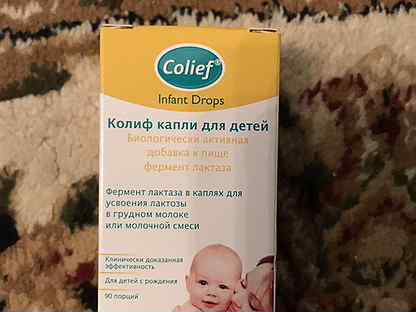 Colief®
Infant Drops
Колиф капли для детей
Биологически активная
добавка к пище
фермент лактаза
Фермент лактаза в каплях для
усвоения лактозы
в грудном молоке
или молочной смеси
Клинически доказанная
эффективность
Для детей с рождения
90 порций